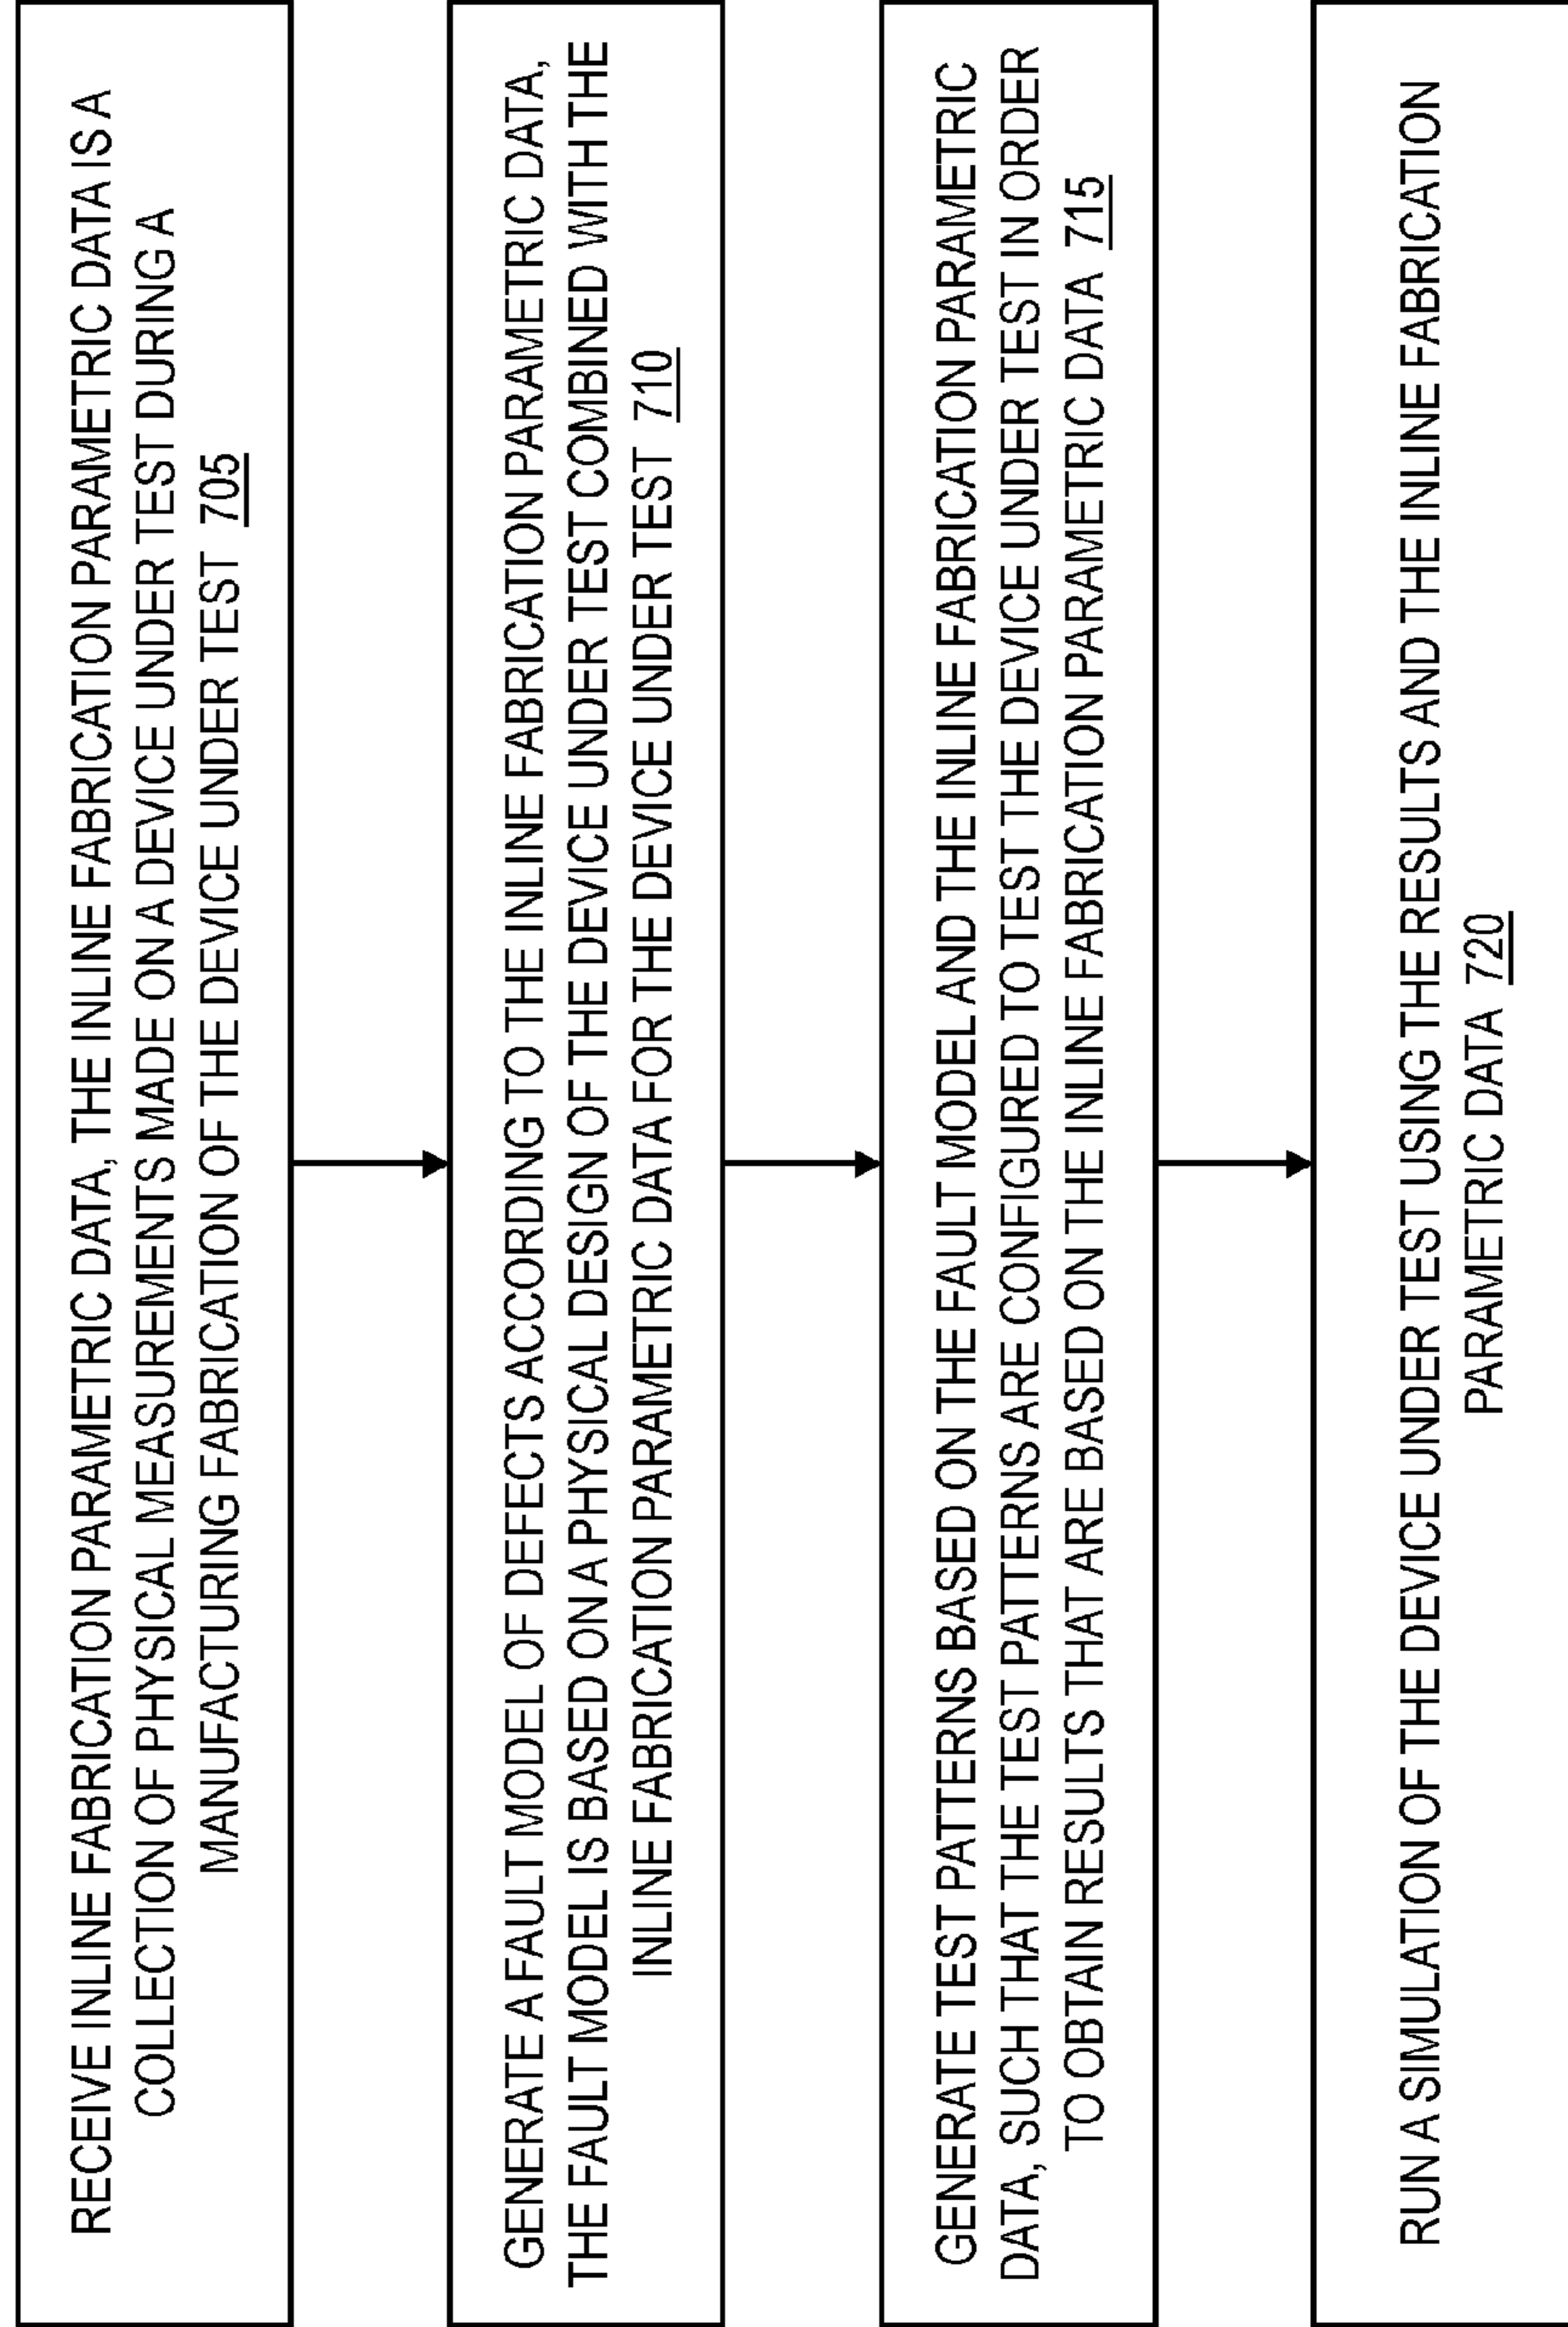 RECEIVE INLINE FABRICATION PARAMETRIC DATA, THE INLINE FABRICATION PARAMETRIC DATA IS A
COLLECTION OF PHYSICAL MEASUREMENTS MADE ON A DEVICE UNDER TEST DURING A
MANUFACTURING FABRICATION OF THE DEVICE UNDER TEST 705
GENERATE A FAULT MODEL OF DEFECTS ACCORDING TO THE INLINE FABRICATION PARAMETRIC DATA,
THE FAULT MODEL IS BASED ON A PHYSICAL DESIGN OF THE DEVICE UNDER TEST COMBINED WITH THE
INLINE FABRICATION PARAMETRIC DATA FOR THE DEVICE UNDER TEST 710
GENERATE TEST PATTERNS BASED ON THE FAULT MODEL AND THE INLINE FABRICATION PARAMETRIC
DATA, SUCH THAT THE TEST PATTERNS ARE CONFIGURED TO TEST THE DEVICE UNDER TEST IN ORDER
TO OBTAIN RESULTS THAT ARE BASED ON THE INLINE FABRICATION PARAMETRIC DATA 715
RUN A SIMULATION OF THE DEVICE UNDER TEST USING THE RESULTS AND THE INLINE FABRICATION
PARAMETRIC DATA 720